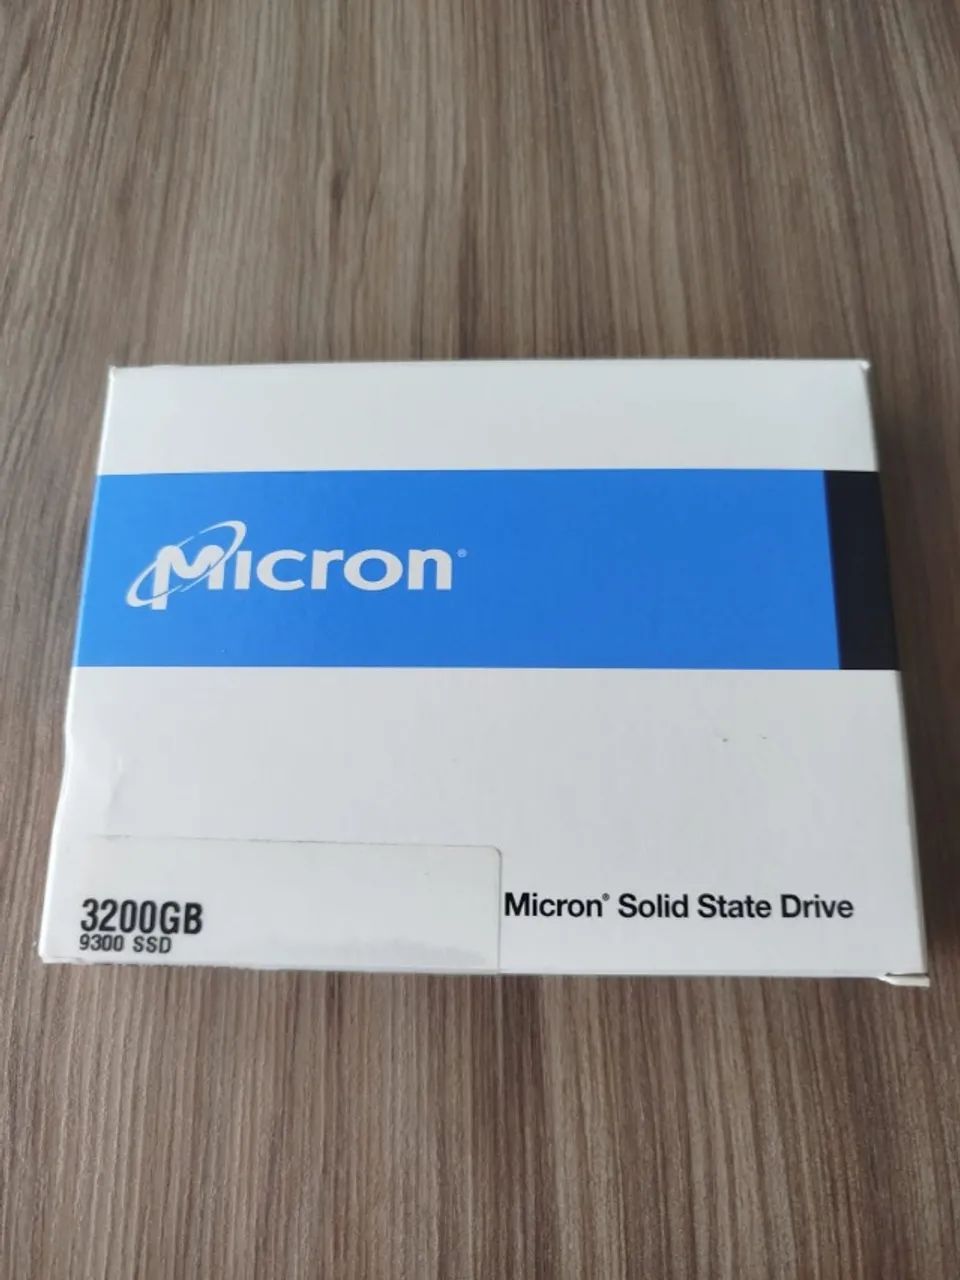 Micron®
3200GB
9300 SSD
Micron® Solid State Drive